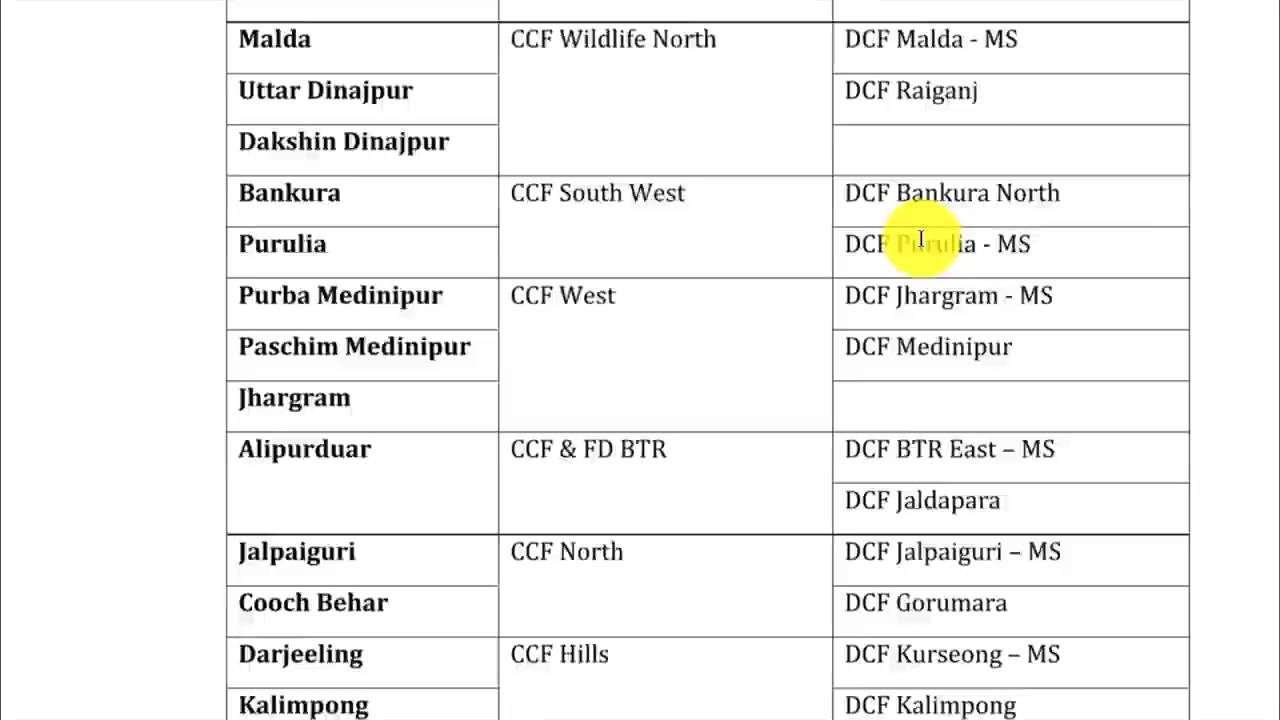 Malda CCF Wildlife North DCF Malda - MS
Uttar Dinajpur DCF Raiganj
Dakshin Dinajpur
Bankura CCF South West DCF Bankura North
Purulia DCF Purulia - MS
Purba Medinipur CCF West DCF Jhargram - MS
Paschim Medinipur DCF Medinipur
Jhargram
Alipurduar CCF & FD BTR DCF BTR East – MS
DCF Jaldapara
Jalpaiguri CCF North DCF Jalpaiguri – MS
Cooch Behar DCF Gorumara
Darjeeling CCF Hills DCF Kurseong – MS
Kalimpong DCF Kalimpong